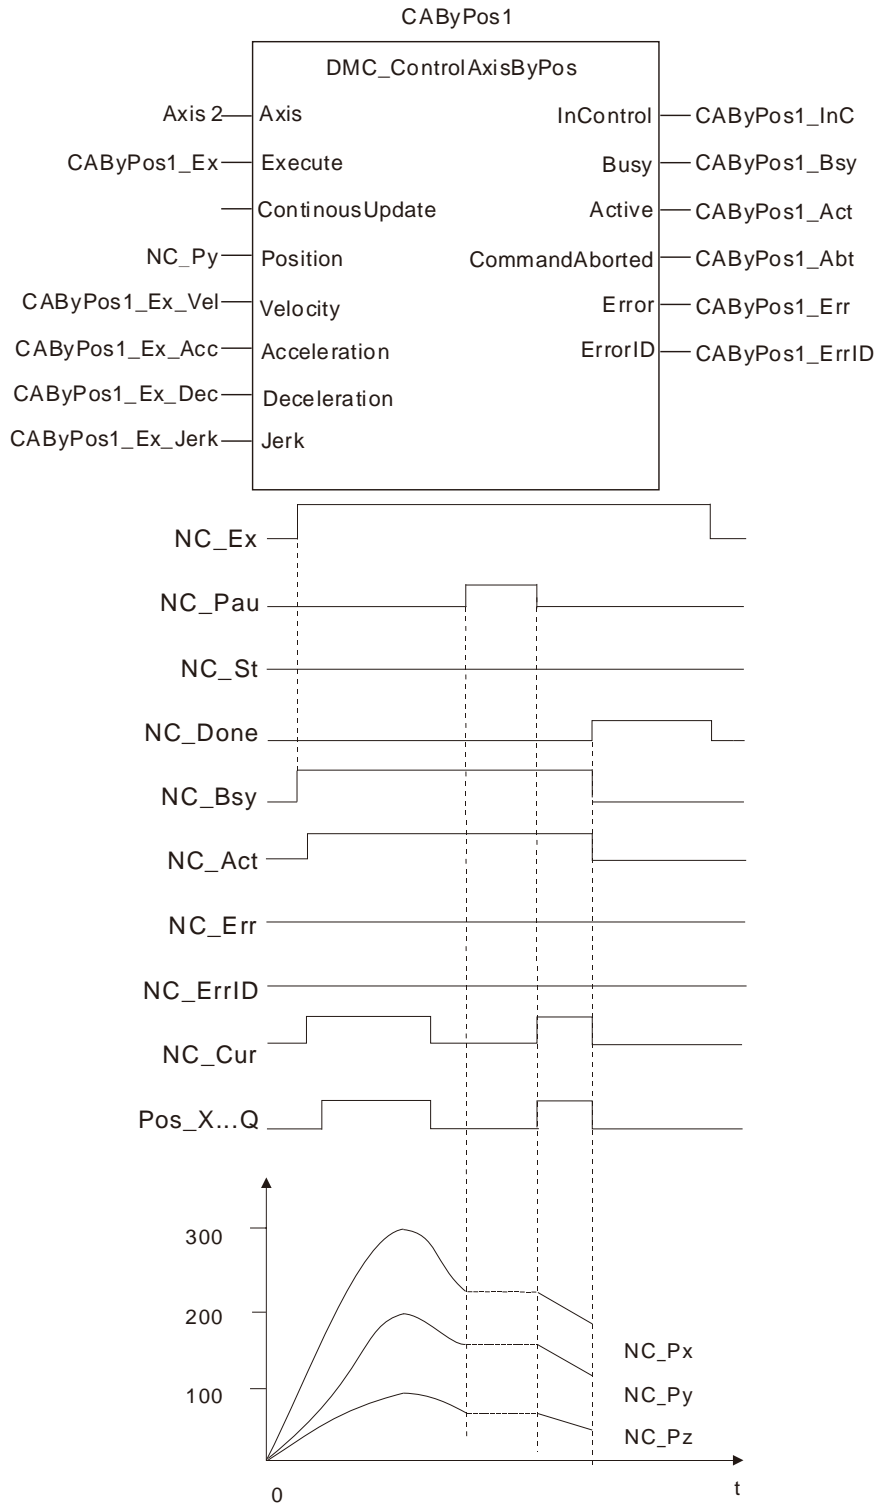 CAByPos1
DMC_ControlAxisByPos
Axis 2 Axis InControl CAByPos1_InC
CAByPos1_Ex Execute Busy CAByPos1_Bsy
ContinousUpdate Active CAByPos1_Act
NC_Py Position CommandAborted CAByPos1_Abt
CAByPos1_Ex_Vel Velocity Error CAByPos1_Err
CAByPos1_Ex_Acc Acceleration ErrorID CAByPos1_ErrID
CAByPos1_Ex_Dec Deceleration
CAByPos1_Ex_Jerk Jerk
NC_Ex
NC_Pau
NC_St
NC_Done
NC_Bsy
NC_Act
NC_Err
NC_ErrID
NC_Cur
Pos_X...Q
300
200
NC_Px
100 NC_Py
NC_Pz
0 t